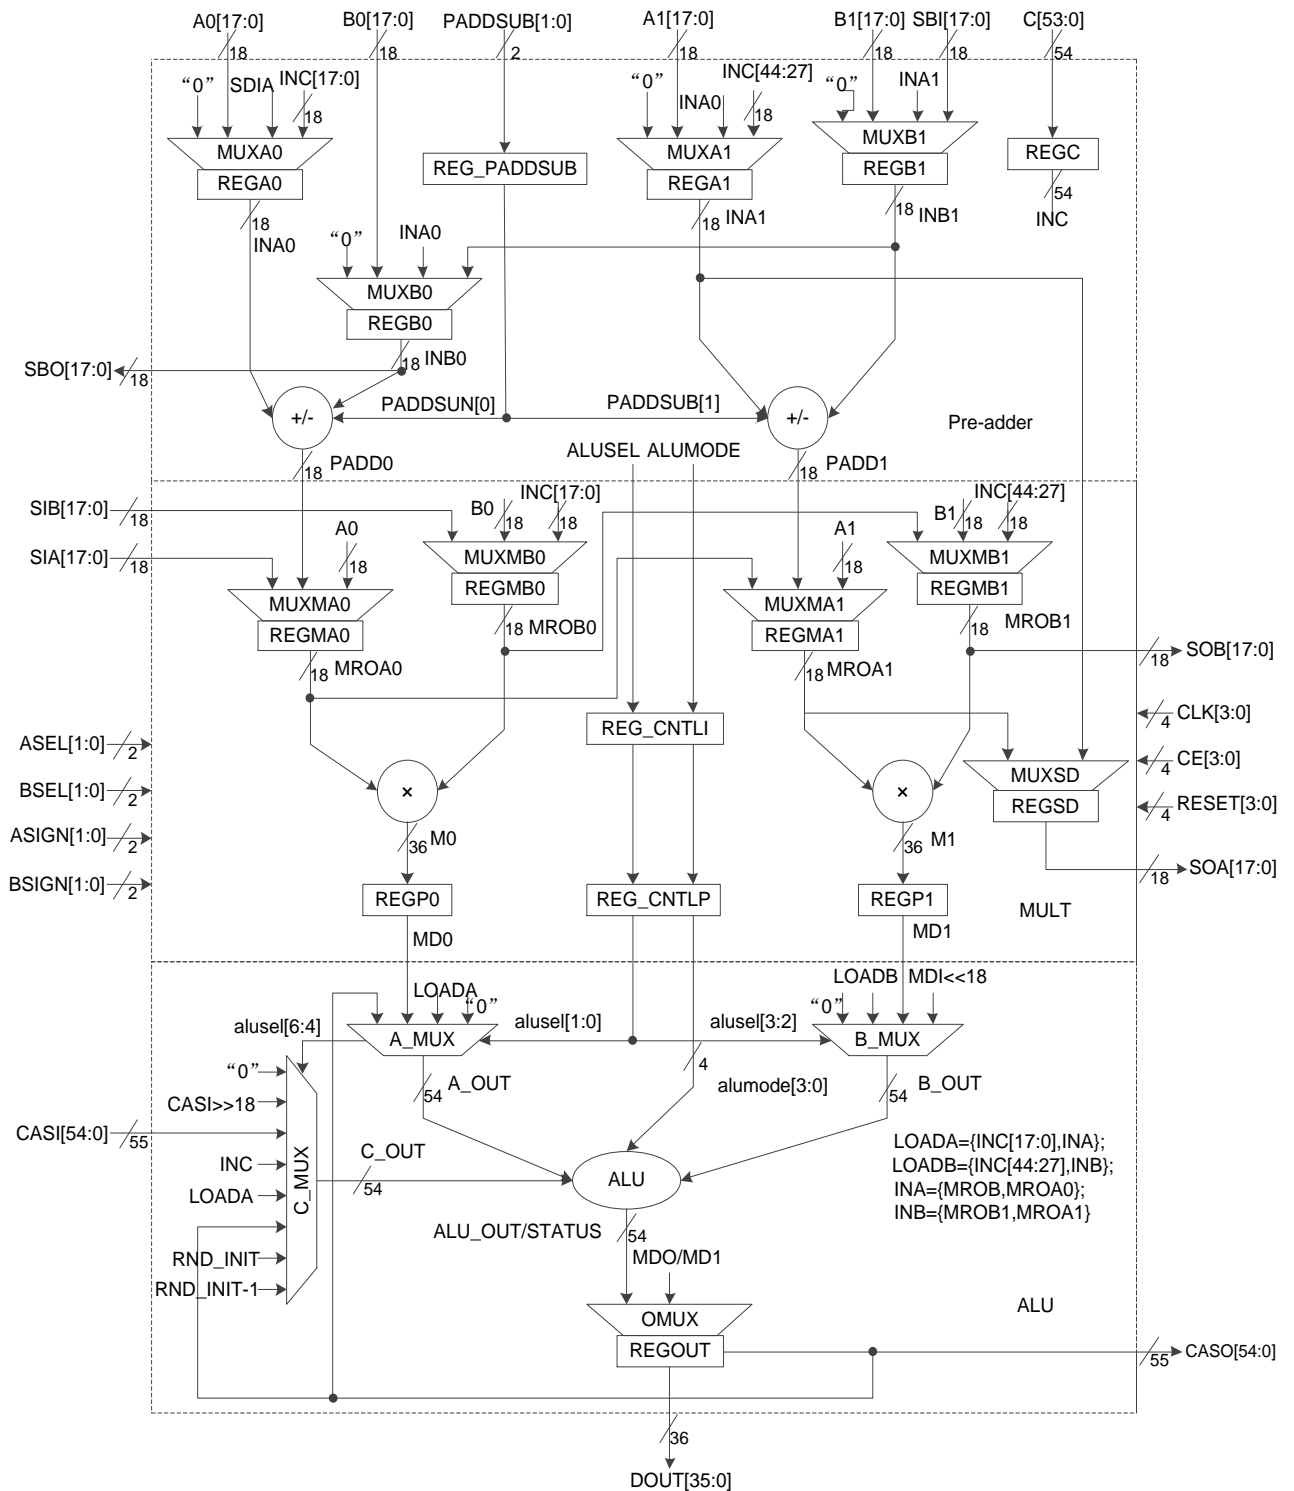 A0[17:0] B0[17:0] PADDSUB[1:0] A1[17:0] B1[17:0] SBI[17:0] C[53:0]
18 18 2 18 18 18 54
“0” SDIA INC[17:0] “0” INA0 INC[44:27] “0” INA1
18 18
MUXA0 MUXA1 MUXB1 REGC
REGA0 REG_PADDSUB REGA1 REGB1
18 18 18 54
INA0 INA1 INB1 INC
“0” INA0
MUXB0
REGB0
18 INB0
SBO[17:0] 18
+/- PADDSUN[0] PADDSUB[1] +/-
Pre-adder
18 PADD0 ALUSEL ALUMODE 18 PADD1
SIB[17:0] 18 B0 18 INC[17:0] 18 B1 18 INC[44:27] 18
SIA[17:0] 18 A0 18 MUXMB0 A1 18 MUXMB1
REGMB0 REGMB1
MUXMA0 MUXMA1
REGMA0 18 MROB0 REGMA1 18 MROB1
18 MROA0 18 MROA1 18 SOB[17:0]
REG_CNTLI 4 CLK[3:0]
ASEL[1:0] 2 4 CE[3:0]
BSEL[1:0] 2 × × MUXSD
REGSD 4 RESET[3:0]
ASIGN[1:0] 2 36 M0 36 M1
18 SOA[17:0]
BSIGN[1:0] 2 REGP0 REG_CNTLP REGP1 MULT
MD0 MD1
LOADA “0” “0” LOADB MDI<<18
alusel[6:4] A_MUX alusel[1:0] alusel[3:2] B_MUX
“0” 54 A_OUT 4 alumode[3:0] 54 B_OUT
CASI>>18
CASI[54:0] 55
INC C_MUX C_OUT 54 ALU
LOADA
RND_INIT
RND_INIT-1
LOADA={INC[17:0],INA};
LOADB={INC[44:27],INB};
INA={MROB,MROA0};
INB={MROB1,MROA1}
ALU_OUT/STATUS 54
MDO/MD1
OMUX ALU
REGOUT 55 CASO[54:0]
36
DOUT[35:0]